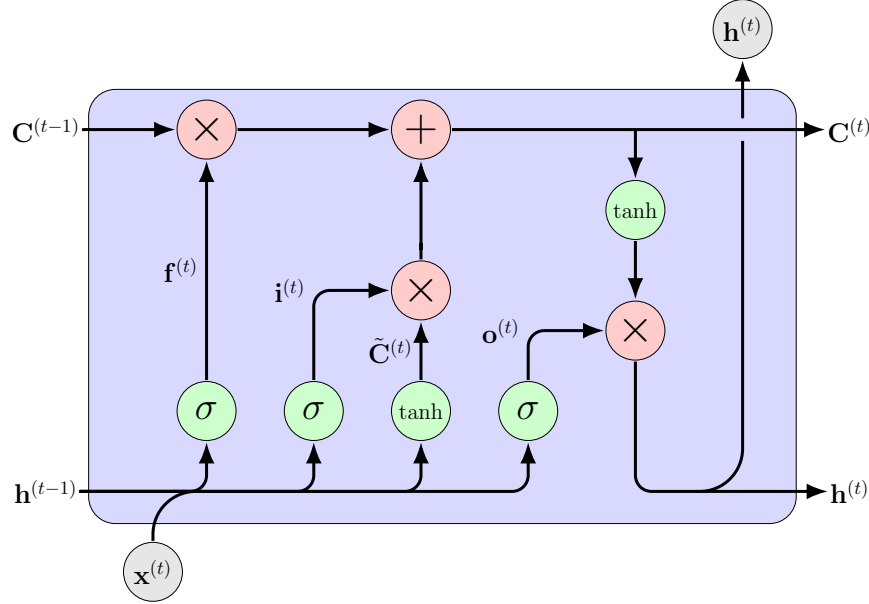 h^(t)
C^(t-1) × + C^(t)
tanh
f^(t) i^(t) ×
o^(t) ×
C̃^(t)
σ σ tanh σ
h^(t-1) h^(t)
x^(t)